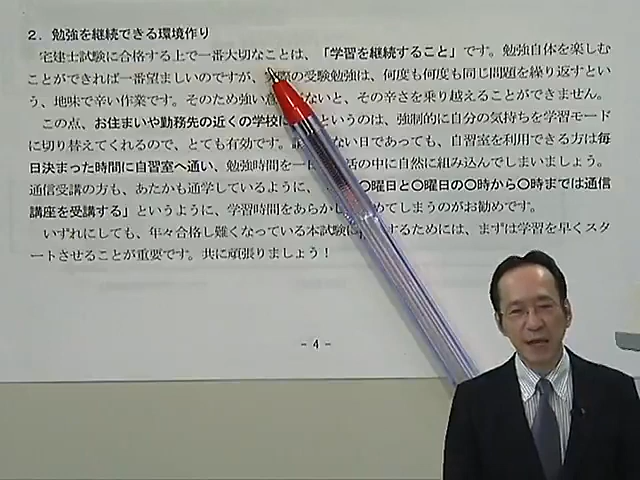 2．勉強を継続できる環境作り
宅建士試験に合格する上で一番大切なことは、「学習を継続すること」です。勉強自体を楽しむ
ことができれば一番望ましいのですが、実際の受験勉強は、何度も何度も同じ問題を繰り返すとい
う、地味で辛い作業です。そのため強い意 ないと、その辛さを乗り越えることができません。
この点、お住まいや勤務先の近くの学校に というのは、強制的に自分の気持ちを学習モード
に切り替えてくれるので、とても有効です。 ない日であっても、自習室を利用できる方は毎
日決まった時間に自習室へ通い、勉強時間を一日 活の中に自然に組み込んでしまいましょう。
通信受講の方も、あたかも通学しているように、 〇曜日と〇曜日の〇時から〇時までは通信
講座を受講する」というように、学習時間をあらかじ めてしまうのがお勧めです。
いずれにしても、年々合格し難くなっている本試験に するためには、まずは学習を早くスタ
ートさせることが重要です。共に頑張りましょう！
- 4 -